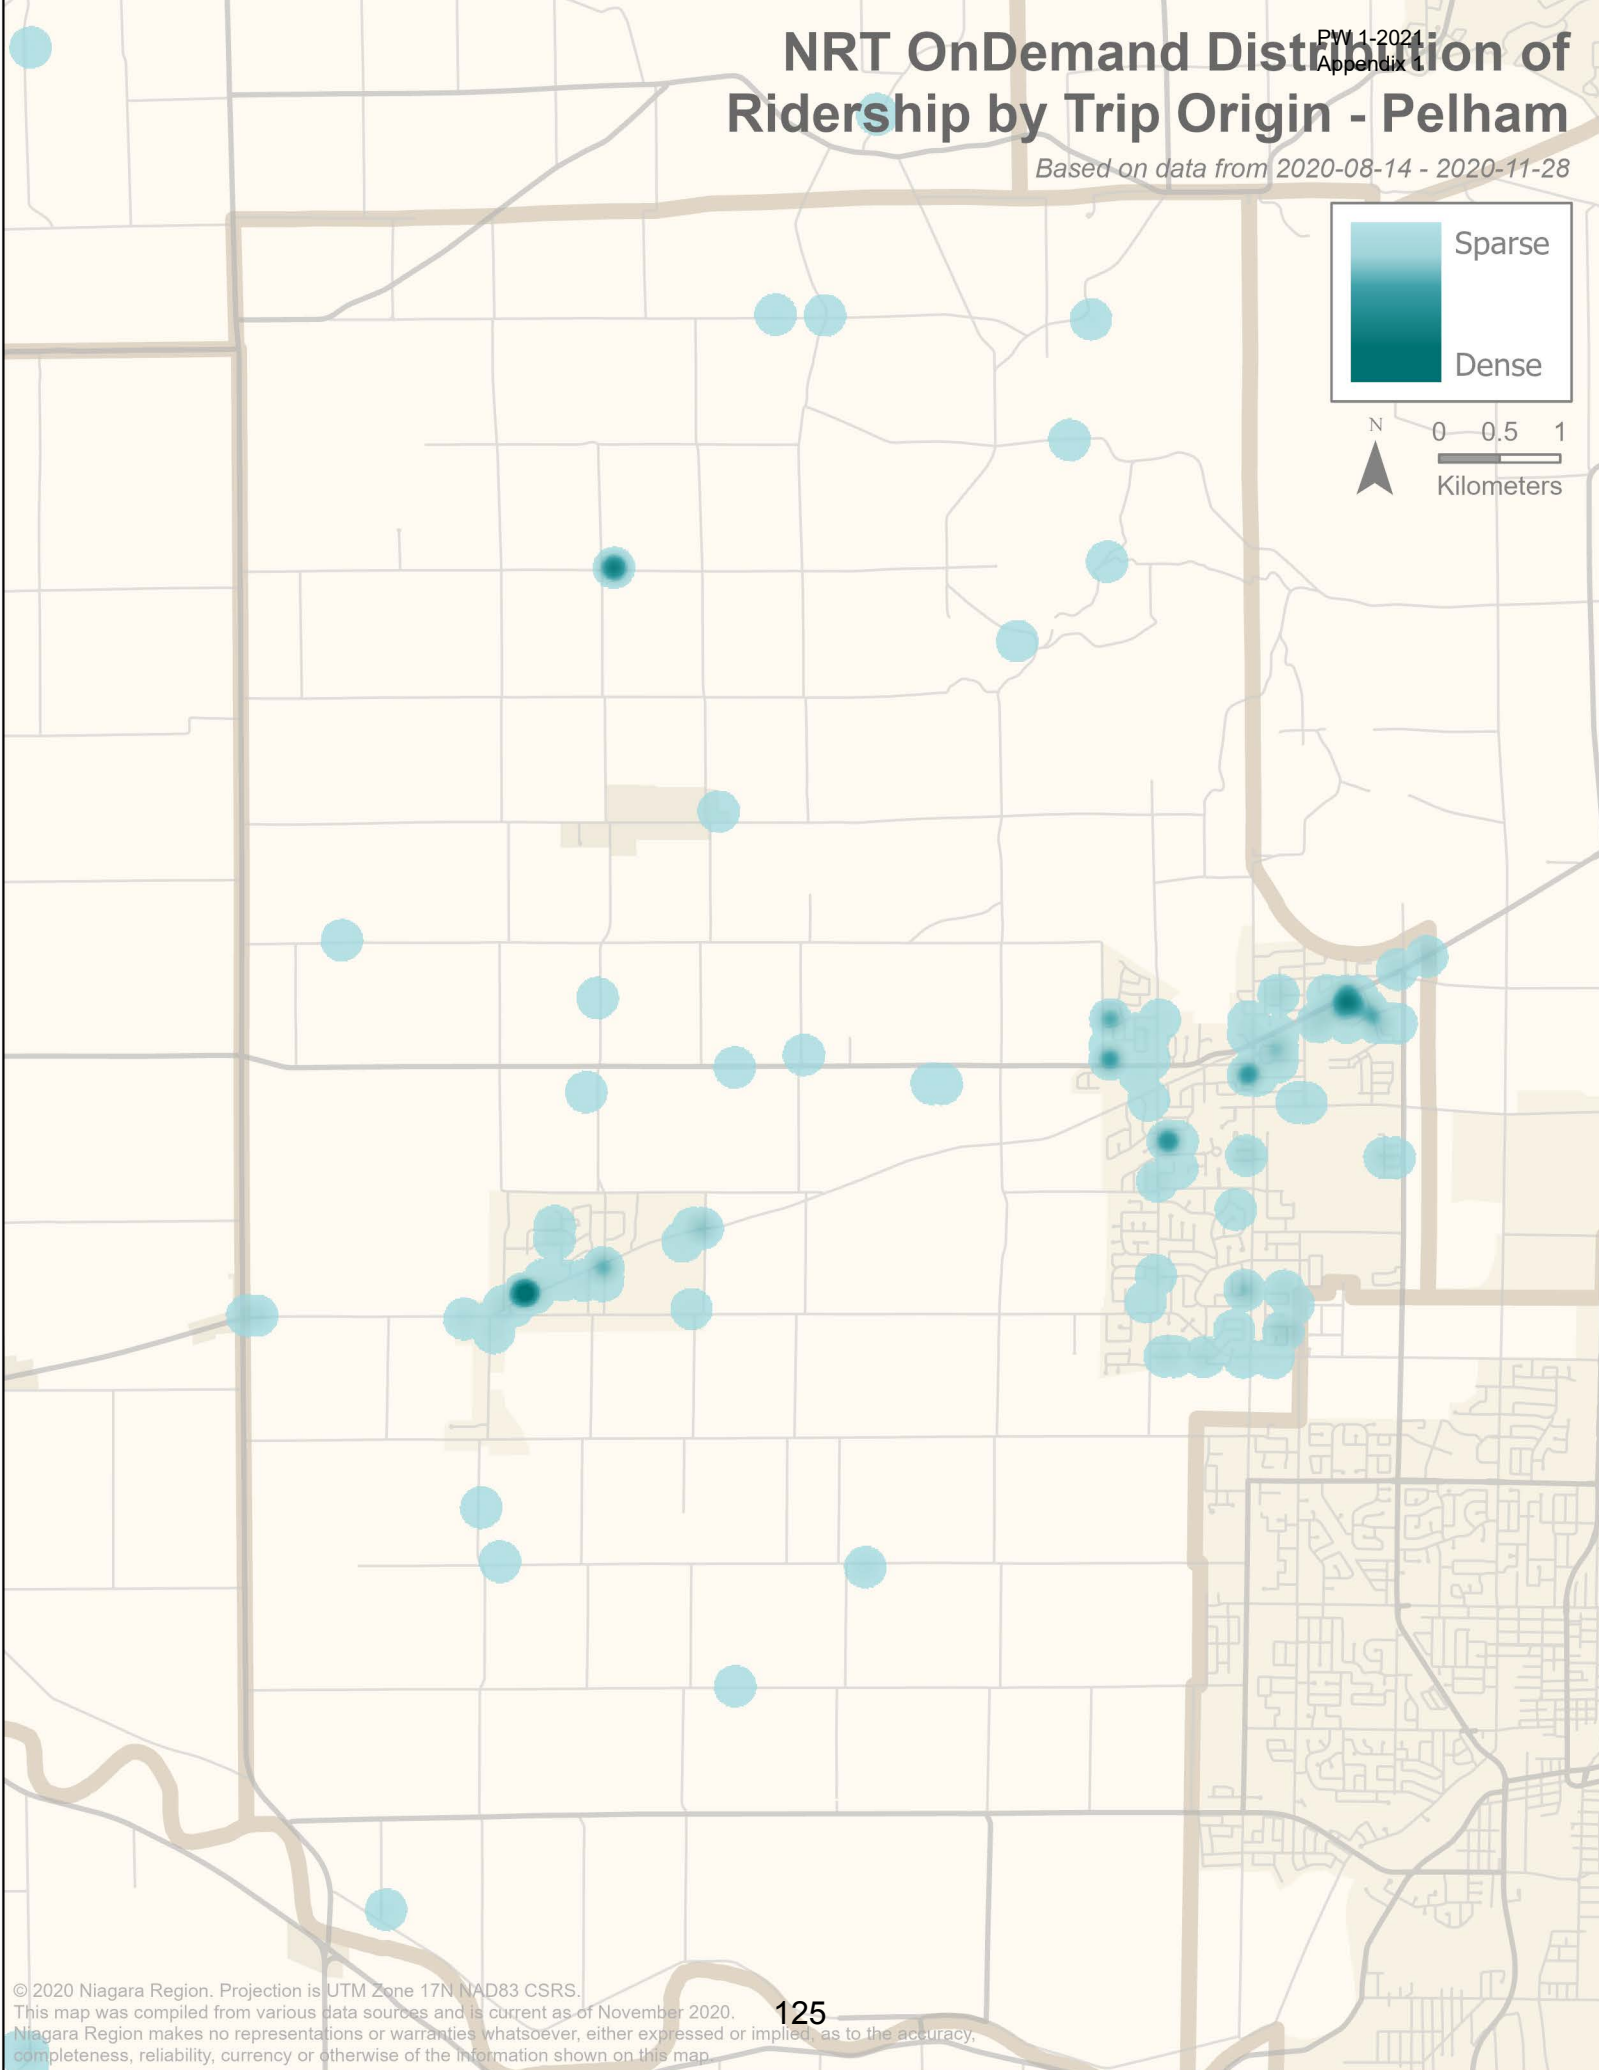 PW 1-2021
Appendix 1
NRT OnDemand Distribution of
Ridership by Trip Origin - Pelham
Based on data from 2020-08-14 - 2020-11-28
Sparse
Dense
N
0 0.5 1
Kilometers
© 2020 Niagara Region. Projection is UTM Zone 17N NAD83 CSRS.
This map was compiled from various data sources and is current as of November 2020.
Niagara Region makes no representations or warranties whatsoever, either expressed or implied, as to the accuracy,
completeness, reliability, currency or otherwise of the information shown on this map.
125